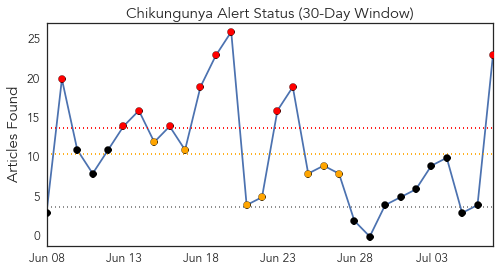 Chikungunya Alert Status (30-Day Window)
Articles Found
25
20
15
10
5
0
Jun 08 Jun 13 Jun 18 Jun 23 Jun 28 Jul 03